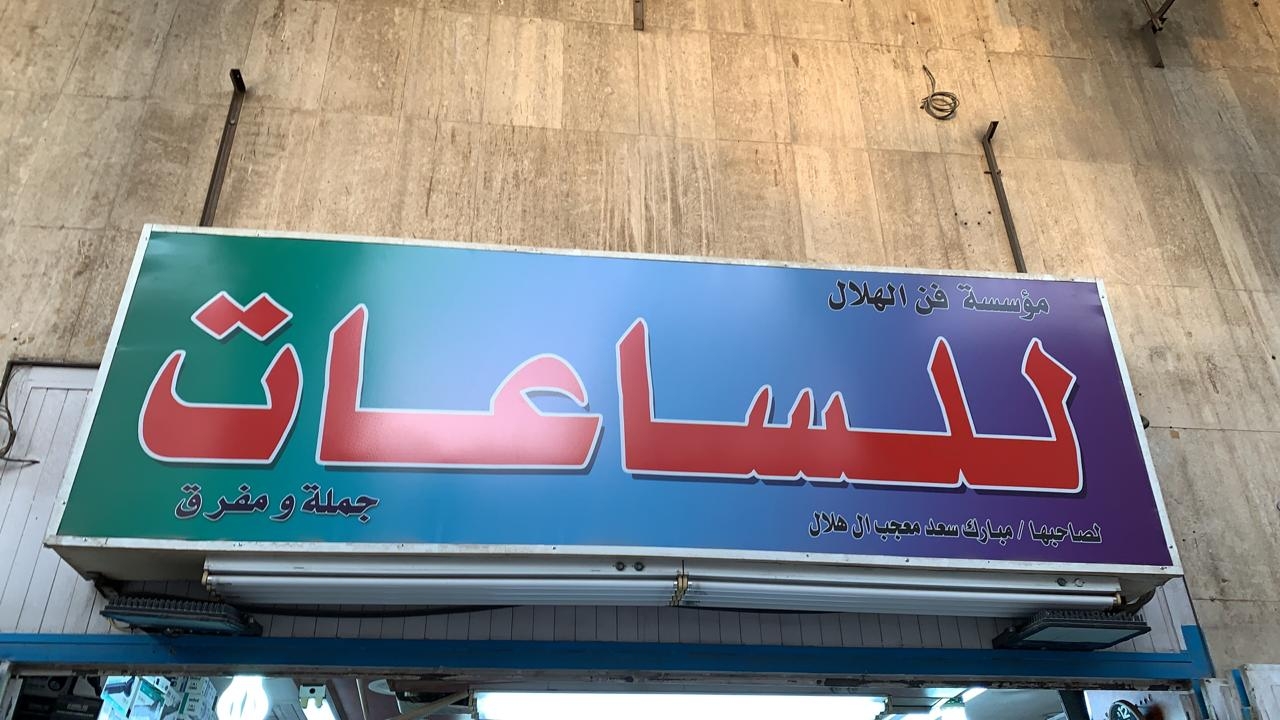 مؤسسة فن الهلال
للساعات
جملة و مفرق
لصاحبها / مبارك سعد معجب ال هلال